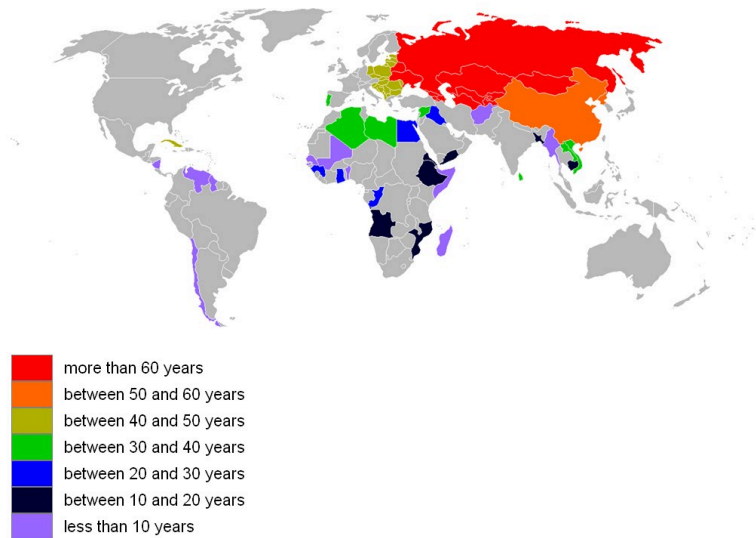 more than 60 years
between 50 and 60 years
between 40 and 50 years
between 30 and 40 years
between 20 and 30 years
between 10 and 20 years
less than 10 years